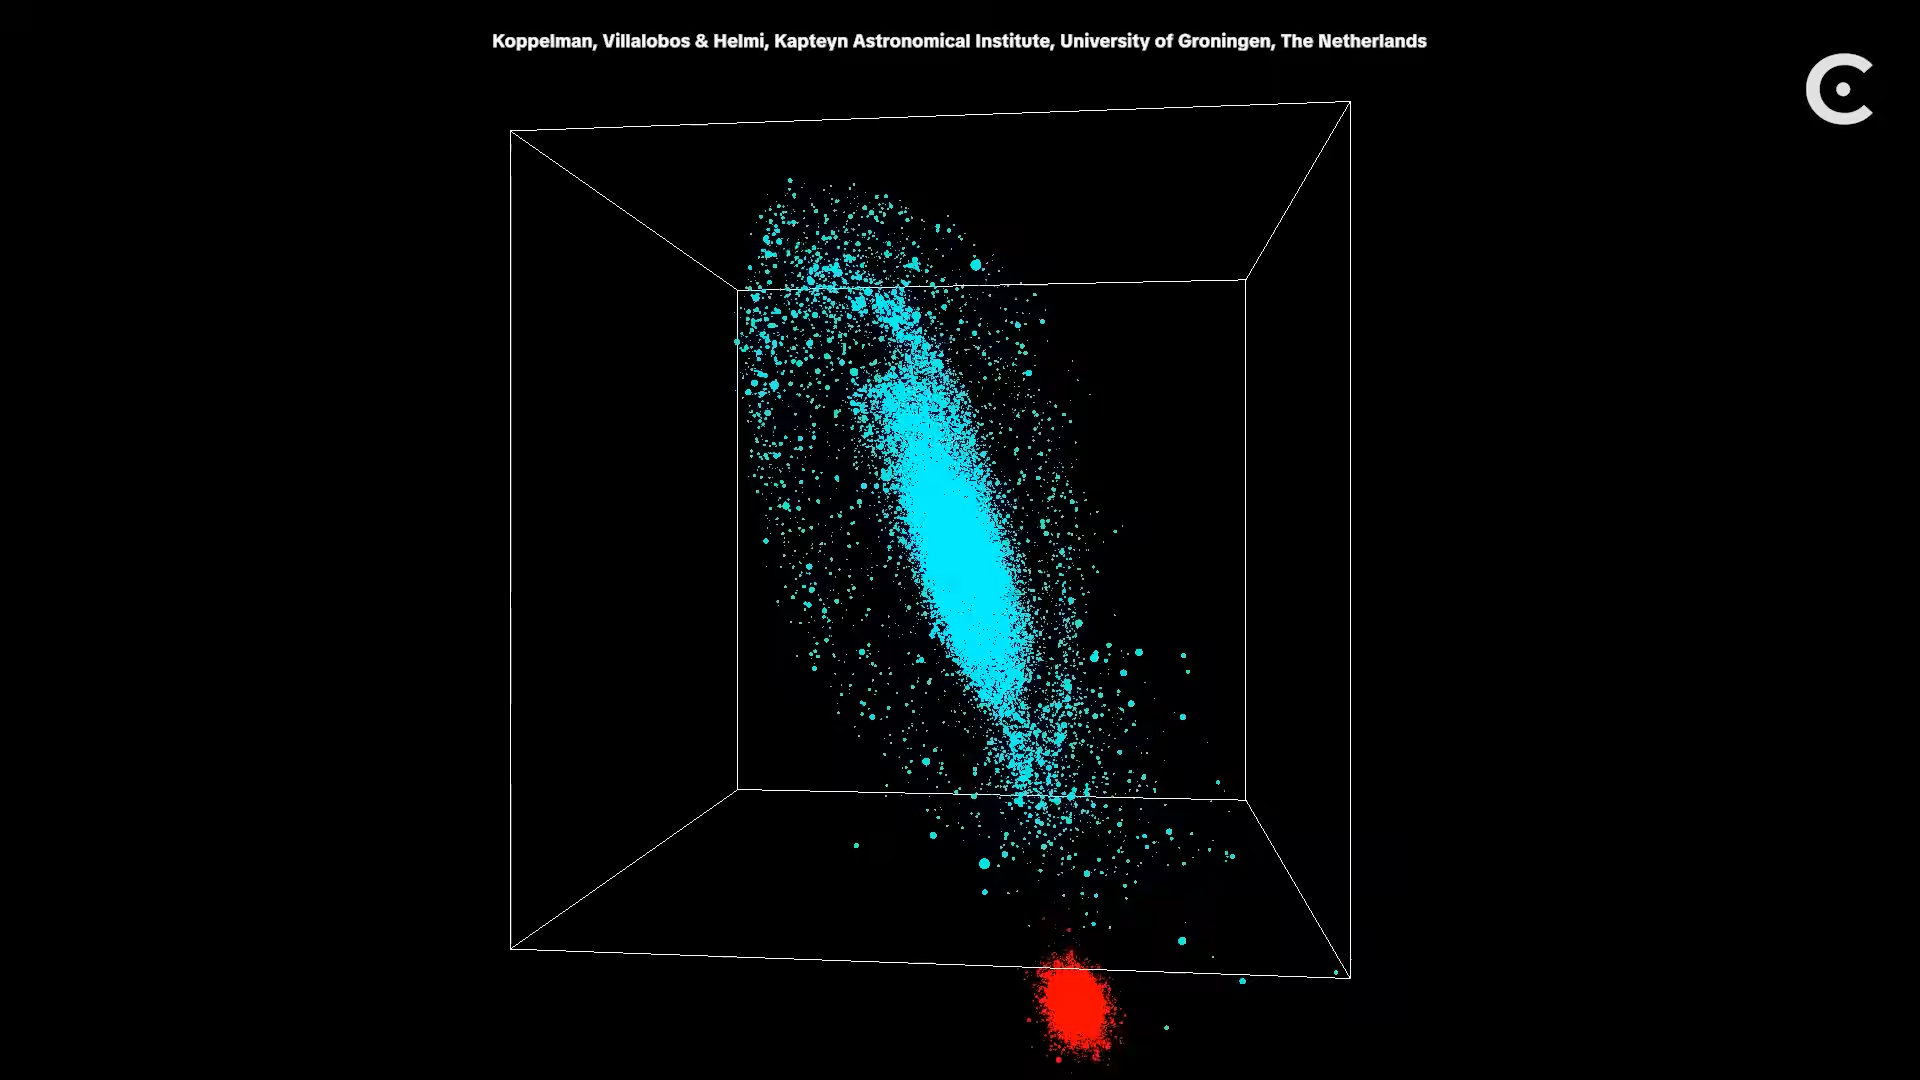 Koppelman, Villalobos & Helmi, Kapteyn Astronomical Institute, University of Groningen, The Netherlands